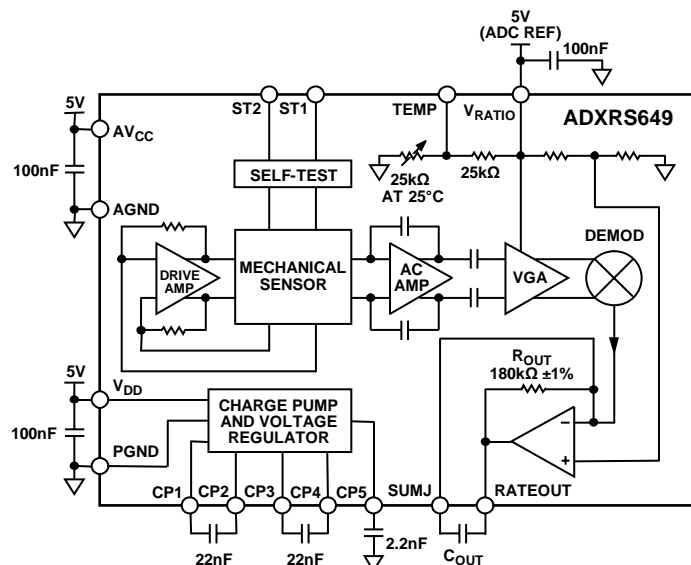 5V
(ADC REF)
100nF
5V
ST2 ST1
TEMP
VRATIO
ADXRS649
AVCC
100nF
25kΩ
AT 25°C
25kΩ
SELF-TEST
AGND
DEMOD
DRIVE
AMP
MECHANICAL
SENSOR
AC
AMP
VGA
5V
VDD
ROUT
180kΩ ±1%
CHARGE PUMP
AND VOLTAGE
REGULATOR
100nF
–
+
PGND
CP1 CP2 CP3 CP4 CP5 SUMJ RATEOUT
22nF
22nF
2.2nF
COUT